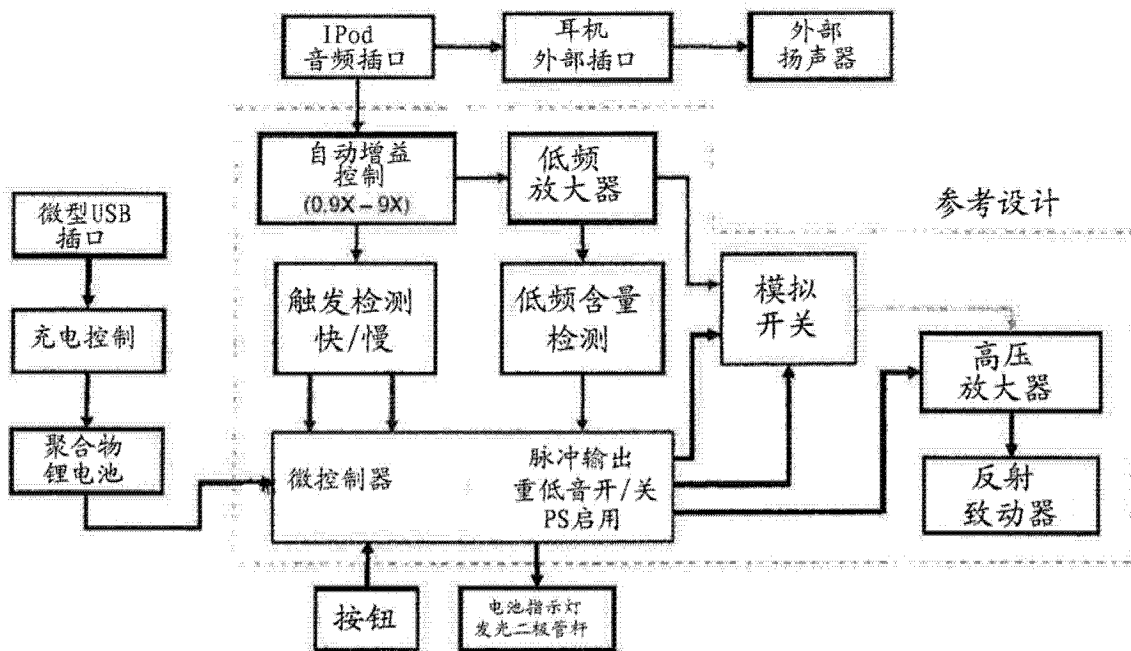 IPod
音频插口
耳机
外部插口
外部
扬声器
自动增益
控制
(0.9X – 9X)
低频
放大器
参考设计
微型USB
插口
触发检测
快/慢
低频含量
检测
模拟
开关
充电控制
高压
放大器
聚合物
锂电池
微控制器
脉冲输出
重低音开/关
PS启用
反射
致动器
按钮
电池指示灯
发光二极管杆